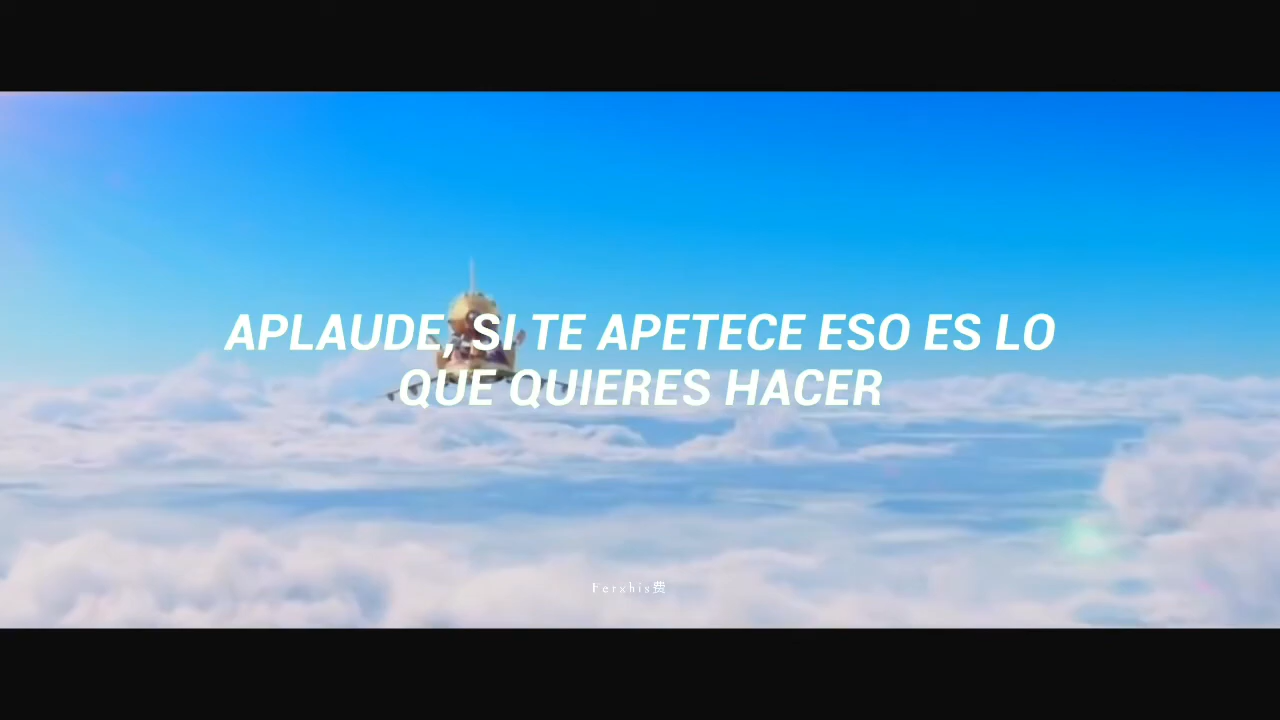 APLAUDE, SI TE APETECE ESO ES LO
QUE QUIERES HACER
Ferxhis费